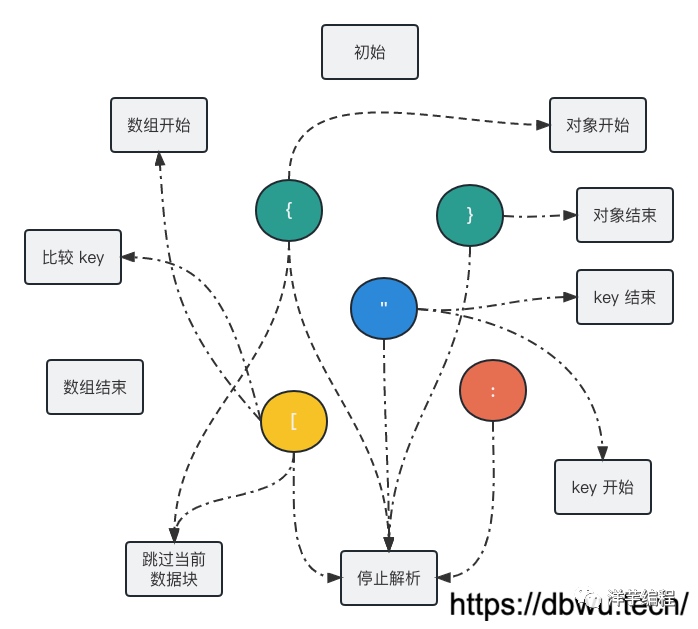 初始
数组开始
对象开始
{
}
对象结束
比较 key
"
key 结束
数组结束
:
[
key 开始
跳过当前
数据块
停止解析
洋芋编程
https://dbwu.tech/